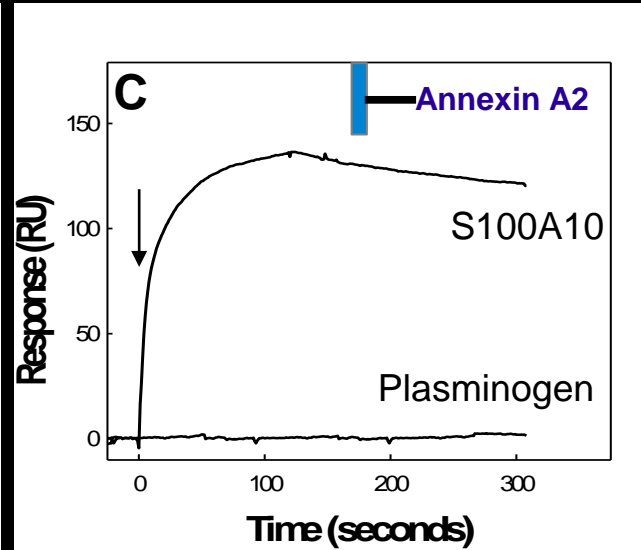 C
Annexin A2
150
S100A10
100
Response (RU)
50
Plasminogen
0
0 100 200 300
Time (seconds)